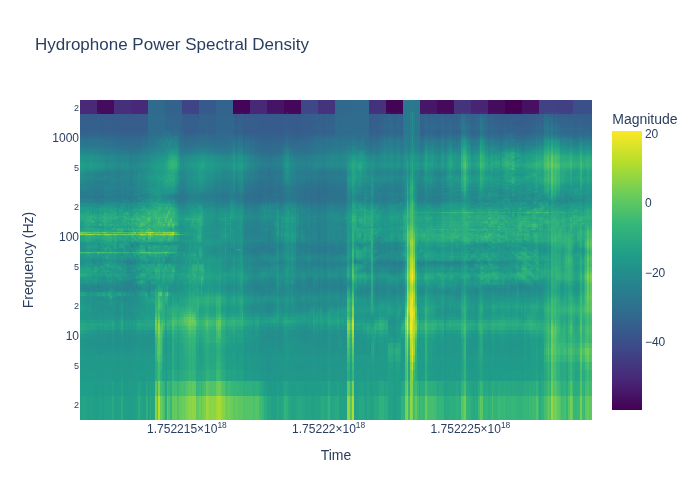 Hydrophone Power Spectral Density
Magnitude
20
0
−20
−40
2
1000
5
2
100
5
2
10
5
2
Frequency (Hz)
1.752215×10¹⁸ 1.75222×10¹⁸ 1.752225×10¹⁸
Time